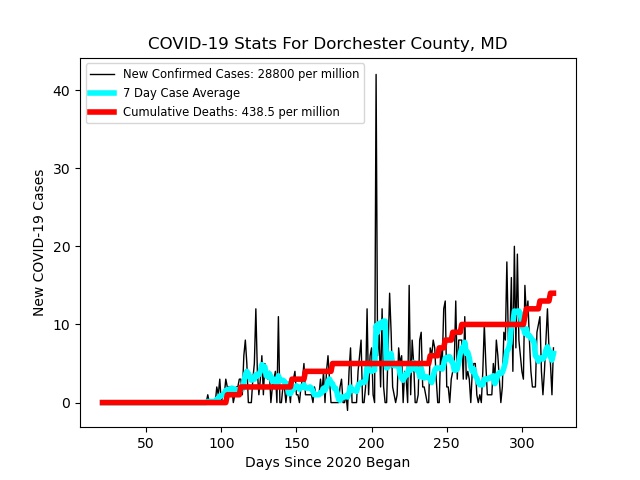 COVID-19 Stats For Dorchester County, MD
New Confirmed Cases: 28800 per million
7 Day Case Average
Cumulative Deaths: 438.5 per million
New COVID-19 Cases
40
30
20
10
0
50
100
150
200
250
300
Days Since 2020 Began